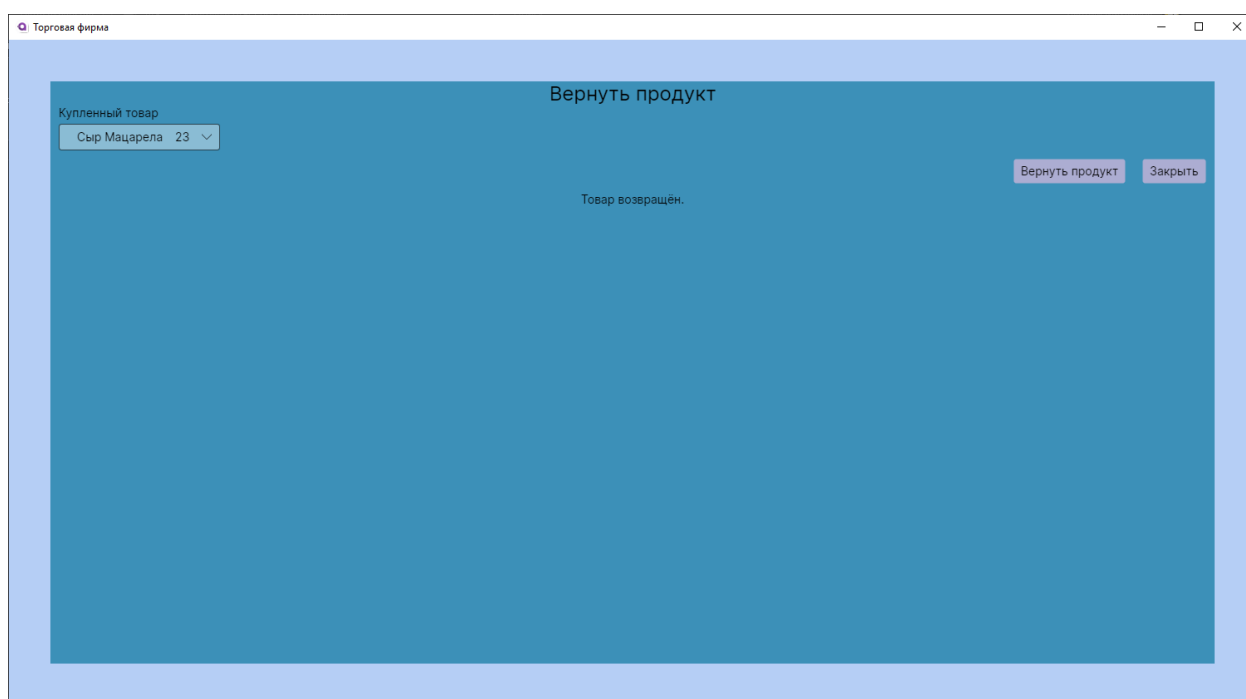 Торговая фирма
Вернуть продукт
Купленный товар
Сыр Мацарела 23
Вернуть продукт Закрыть
Товар возвращён.